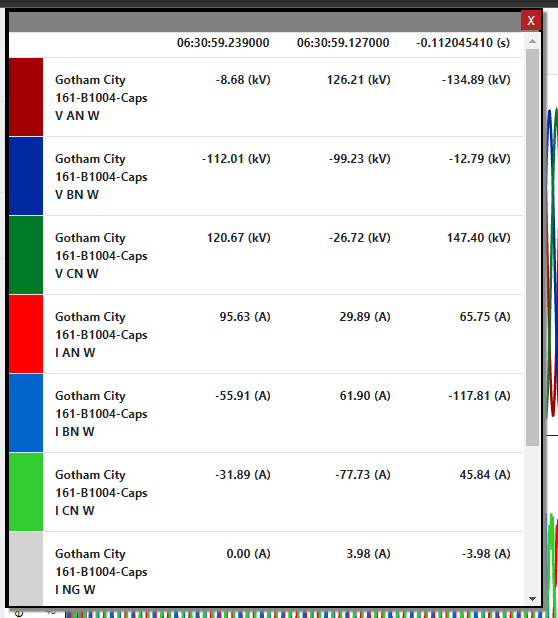 X
06:30:59.239000 06:30:59.127000 -0.112045410 (s)
Gotham City -8.68 (kV) 126.21 (kV) -134.89 (kV)
161-B1004-Caps
V AN W
Gotham City -112.01 (kV) -99.23 (kV) -12.79 (kV)
161-B1004-Caps
V BN W
Gotham City 120.67 (kV) -26.72 (kV) 147.40 (kV)
161-B1004-Caps
V CN W
Gotham City 95.63 (A) 29.89 (A) 65.75 (A)
161-B1004-Caps
I AN W
Gotham City -55.91 (A) 61.90 (A) -117.81 (A)
161-B1004-Caps
I BN W
Gotham City -31.89 (A) -77.73 (A) 45.84 (A)
161-B1004-Caps
I CN W
Gotham City 0.00 (A) 3.98 (A) -3.98 (A)
161-B1004-Caps
I NG W